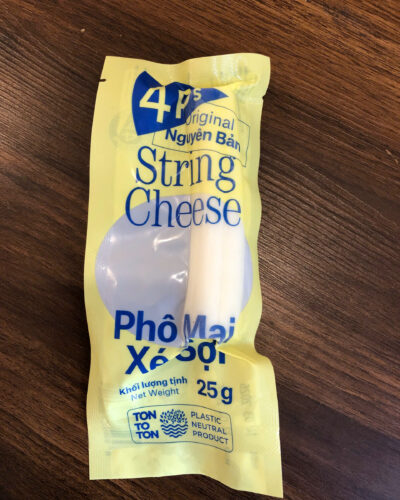 4P's
Original
Nguyên Bản
String
Cheese
Phô Mai
Xé Sợi
Khối lượng tịnh
Net Weight
25 g
TON
TO
TON
PLASTIC
NEUTRAL
PRODUCT